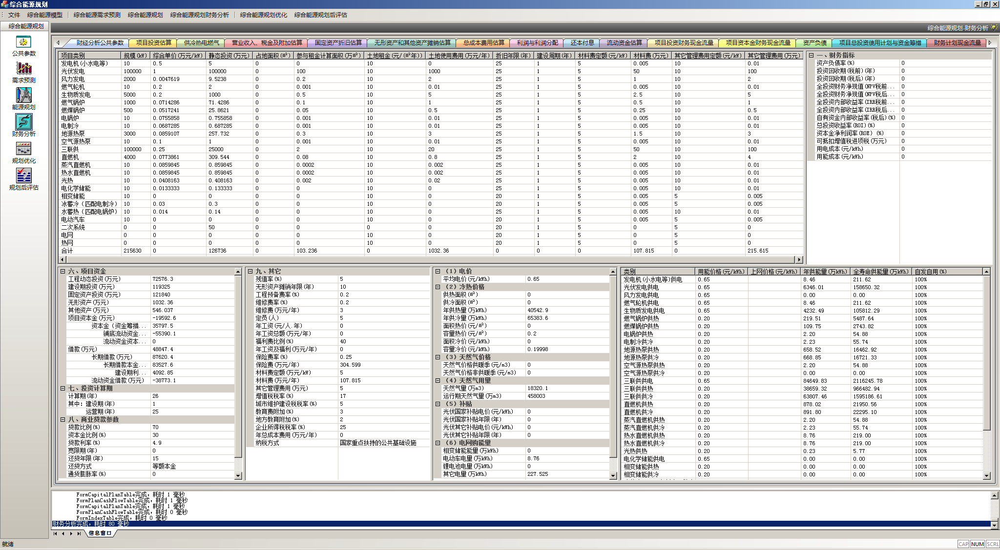 综合能源规划
文件 综合能源模型 综合能源需求预测 综合能源规划 综合能源规划财务分析 综合能源规划优化 综合能源规划后评估
综合能源规划
综合能源规划-财务分析
公共参数
需求预测
能源规划
财务分析
规划优化
规划后评估
财经分析公共参数 项目投资估算 供冷热电燃气 营业收入、税金及附加估算 固定资产折旧估算 无形资产和其他资产摊销估算 总成本费用估算 利润与利润分配 还本付息 流动资金估算 项目投资财务现金流量 项目资本金财务现金流量 资产负债 项目总投资使用计划与资金筹措 财务计划现金流量
项目类别 规模(kW) 综合单价(万元/kW) 静态投资(万元) 占地面积(m²) 参与租金计算面积(万m²) 土地租金(元/(m²年)) 土地使用费用(万元/年) 折旧年限(年) 建设周期(年) 材料费定额(元/kW) 材料费(万元) 其它管理费用定额(元/kW) 其它管理费用(万元)
发电机(小水电等) 10 0.5 5 0 0 10 0 25 1 5 0.005 10 0.01
光伏发电 100000 1 100000 0 100 10 1000 25 1 5 50 10 100
风力发电 2000 0.0047619 9.5238 0 0.2 10 2 25 1 5 1 10 2
燃气轮机 10 0.2 2 0 0.001 10 0.01 25 1 5 0.005 10 0.01
生物质发电 5000 0.2 1000 0 0.5 10 5 25 1 5 2.5 10 5
燃气锅炉 1000 0.0714286 71.4286 0 0.1 10 1 25 1 5 0.5 10 1
燃煤锅炉 500 0.0517241 25.8621 0 0.05 10 0.5 25 1 5 0.25 10 0.5
电锅炉 10 0.0755858 0.755858 0 0.001 10 0.01 25 1 5 0.005 10 0.01
电制冷 10 0.0687285 0.687285 0 0.001 10 0.01 25 1 5 0.005 10 0.01
地源热泵 3000 0.0859107 257.732 0 0.3 10 3 25 1 5 1.5 10 3
空气源热泵 10 0.1 1 0 0.001 10 0.01 25 1 5 0.005 10 0.01
三联供 100000 0.25 25000 0 2 10 20 25 1 5 50 10 100
直燃机 4000 0.0773861 309.544 0 0.08 10 0.8 25 1 5 2 10 4
蒸汽直燃机 10 0.0859845 0.859845 0 0.0002 10 0.002 25 1 5 0.005 10 0.01
热水直燃机 10 0.0859845 0.859845 0 0.0002 10 0.002 25 1 5 0.005 10 0.01
光热 10 0.0408163 0.408163 0 0.002 10 0.02 25 1 5 0.005 10 0.01
电化学储能 10 0.0133333 0.133333 0 0 10 0 25 1 5 0.005 10 0.01
相变储能 10 0 0 0 0 10 0 20 1 5 0.005 5 0.005
冰蓄冷(匹配电制冷) 10 0.03 0.3 0 0 10 0 20 1 5 0.005 5 0.005
水蓄热(匹配电锅炉) 10 0.014 0.14 0 0 10 0 25 1 5 0.005 10 0.01
电动汽车 10 0 0 0 0 10 0 20 1 5 0.005 5 0.005
二次系统 0 0 50 0 0 0 0 20 1 5 0 5 0
电网 0 0 0 0 0 10 0 20 1 5 0 5 0
热网 0 0 0 0 0 10 0 20 1 5 0 5 0
合计 215630 0 126736 0 103.236 0 1032.36 0 0 0 107.815 0 215.615
一、财务指标
资产负债率(%) 0
投资回收期(税前)(年) 0
投资回收期(税后)(年) 0
全投资财务净现值(NPV税前... 0
全投资财务净现值(NPV税后... 0
全投资内部收益率(IRR税前... 0
全投资内部收益率(IRR税后... 0
自有资金内部收益率(税后)(%) 0
总投资收益率(ROI)(%) 0
资本金净利润率(ROE) (%) 0
可抵扣增值税进项税(万元) 0
用电成本(元/kWh) 0
用能成本(元/kWh) 0
六、项目资金
工程动态投资(万元) 72576.3
建设期投资(万元) 119325
固定资产投资(万元) 121840
无形资产(万元) 1032.36
其他资产(万元) 546.037
项目资本金(万元) -19592.6
资本金(资金筹措... 35797.5
铺底流动资金... -55390.1
流动资金资本... 0
借款(万元) 48847.4
长期借款(万元) 87620.4
长期借款本金... 83527.6
建设期利... 4092.85
流动资金借款(万元) -38773.1
七、投资计算期
计算期(年) 26
其中: 建设期(年) 1
运营期(年) 25
八、商业贷款参数
贷款比例(%) 70
资本金比例(%) 30
贷款利率(%) 4.9
宽限期(年) 0
还贷年限(年) 15
还贷方式 等额本金
通货膨胀率(%) 0
九、其它
残值率(%) 5
无形资产摊销年限(年) 10
工程预备费率(%) 0.2
维修费率(%) 0.2
维修费(万元/年) 3
定员(人) 5
年工资(元/人.年) 0
年工资总额(万元/年) 0
福利费比例(%) 40
年工资及福利(万元/年) 0
保险费率(%) 0.25
保险费(万元/年) 304.599
材料费定额(万元/kW) 5
材料费(万元/年) 107.815
其它管理费用(万元) 5
增值税税率(%) 17
城市维护建设税税率(%) 5
教育费附加(%) 3
地方教育附加(%) 2
企业所得税税率(%) 25
年总成本费用(万元/年) 0
纳税方式 国家重点扶持的公共基础设施
(1)电价
平均电价(元/kWh) 0.65
(2)冷热价格
供热面积(m²) 0
供冷面积(m²) 0
年供热量(万kWh) 40542.9
年供冷量(万kWh) 65383.6
面积热价(元/m²) 0
容量热价(元/m²) 0.2
面积冷价(元/kWh) 0
容量冷价(元/kWh) 0.19998
(3)天然气价格
天然气价格供暖季(元/m3) 0
天然气价格非供暖季(元/m3) 0
(4)天然气用量
天然气量(万m3) 18320.1
运行期天然气量(万m3) 458003
(5)补贴
光伏国家补贴电价(元/kWh) 0
光伏国家补贴年限(年) 0
光伏其它补贴电价(元/kWh) 0
光伏其它补贴年限(年) 0
(6)电网购能量
相变储能能量(万kWh) 0
电动车电量(万kWh) 8.76
锂电池电量(万kWh) 0
其它电量(万kWh) 227.525
类别 用能价格(元/kWh) 上网价格(元/kWh) 年供能量(万kWh) 全寿命供能量(万kWh) 自发自用(%)
发电机(小水电等)供电 0.65 8.46 211.62 100%
光伏发电供电 0.65 6346.01 158650.32 100%
风力发电供电 0.65 0.00 0.00 100%
燃气轮机供电 0.65 8.46 211.62 100%
生物质发电供电 0.65 4232.49 105812.29 100%
燃气锅炉供热 0.20 219.51 5487.64 100%
燃煤锅炉供热 0.20 109.75 2743.82 100%
电锅炉供热 0.20 2.20 54.88 100%
电制冷供冷 0.20 2.23 55.74 100%
地源热泵供热 0.20 658.52 16462.92 100%
地源热泵供冷 0.20 668.85 16721.33 100%
空气源热泵供热 0.20 2.20 54.88 100%
空气源热泵供冷 0.20 0.00 0.00 100%
三联供供电 0.65 84649.83 2116245.78 100%
三联供供热 0.20 38659.32 966482.94 100%
三联供供冷 0.20 63807.46 1595186.61 100%
直燃机供热 0.20 878.02 21950.56 100%
直燃机供冷 0.20 891.80 22295.10 100%
蒸汽直燃机供热 0.20 2.20 54.88 100%
蒸汽直燃机供冷 0.20 2.23 55.74 100%
热水直燃机供热 0.20 8.76 219.00 100%
热水直燃机供冷 0.20 8.76 219.00 100%
光热供热 0.20 0.23 5.77 100%
电化学储能供电 0.65 0.00 0.00 100%
相变储能供热 0.20 0.00 0.00 100%
相变储能供冷 0.20 0.00 0.00 100%
FormCapitalPlanTable完成, 耗时 1 毫秒
FormPlanCashFlowTable完成, 耗时 1 毫秒
FormCapitalPlanTable完成, 耗时 1 毫秒
FormPlanCashFlowTable完成, 耗时 0 毫秒
FormIndexTable完成, 耗时 0 毫秒
财务分析完成, 耗时 80 毫秒
信息窗口
就绪
CAP NUM SCRL